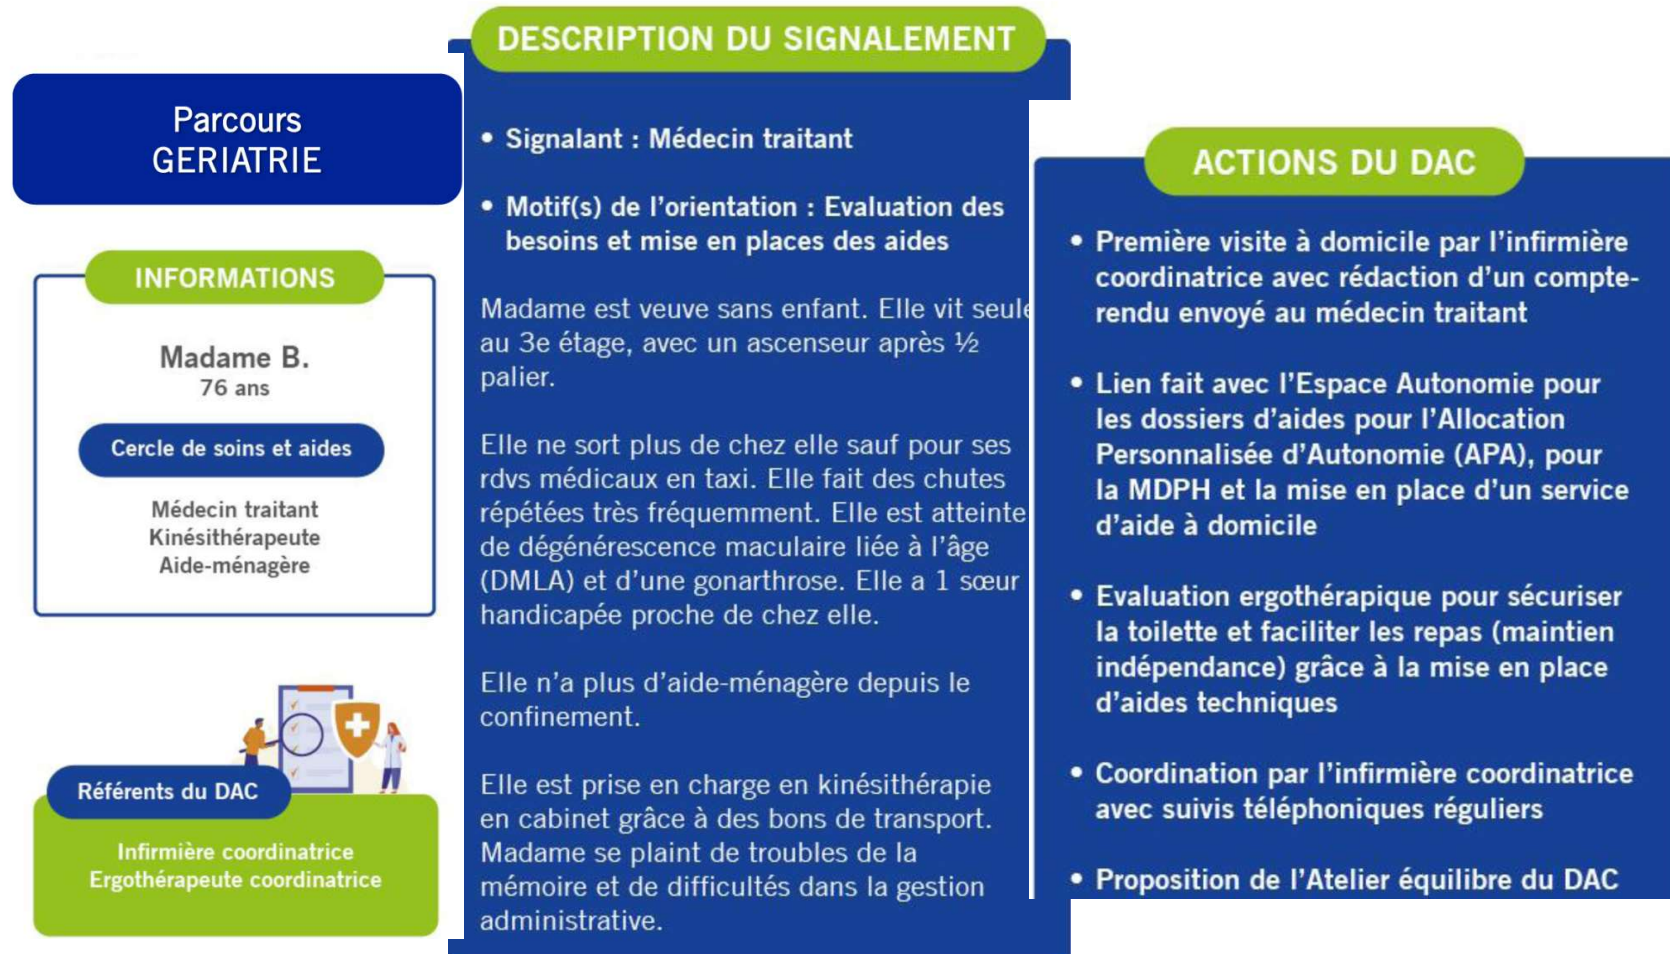 Parcours
GERIATRIE
INFORMATIONS
Madame B.
76 ans
Cercle de soins et aides
Médecin traitant
Kinésithérapeute
Aide-ménagère
Référents du DAC
Infirmière coordinatrice
Ergothérapeute coordinatrice
DESCRIPTION DU SIGNALEMENT
• Signalant : Médecin traitant
• Motif(s) de l’orientation : Evaluation des
besoins et mise en places des aides
Madame est veuve sans enfant. Elle vit seule
au 3e étage, avec un ascenseur après ½
palier.
Elle ne sort plus de chez elle sauf pour ses
rdvs médicaux en taxi. Elle fait des chutes
répétées très fréquemment. Elle est atteinte
de dégénérescence maculaire liée à l’âge
(DMLA) et d’une gonarthrose. Elle a 1 sœur
handicapée proche de chez elle.
Elle n’a plus d’aide-ménagère depuis le
confinement.
Elle est prise en charge en kinésithérapie
en cabinet grâce à des bons de transport.
Madame se plaint de troubles de la
mémoire et de difficultés dans la gestion
administrative.
ACTIONS DU DAC
• Première visite à domicile par l’infirmière
coordinatrice avec rédaction d’un compte-
rendu envoyé au médecin traitant
• Lien fait avec l’Espace Autonomie pour
les dossiers d’aides pour l’Allocation
Personnalisée d’Autonomie (APA), pour
la MDPH et la mise en place d’un service
d’aide à domicile
• Evaluation ergothérapique pour sécuriser
la toilette et faciliter les repas (maintien
indépendance) grâce à la mise en place
d’aides techniques
• Coordination par l’infirmière coordinatrice
avec suivis téléphoniques réguliers
• Proposition de l’Atelier équilibre du DAC